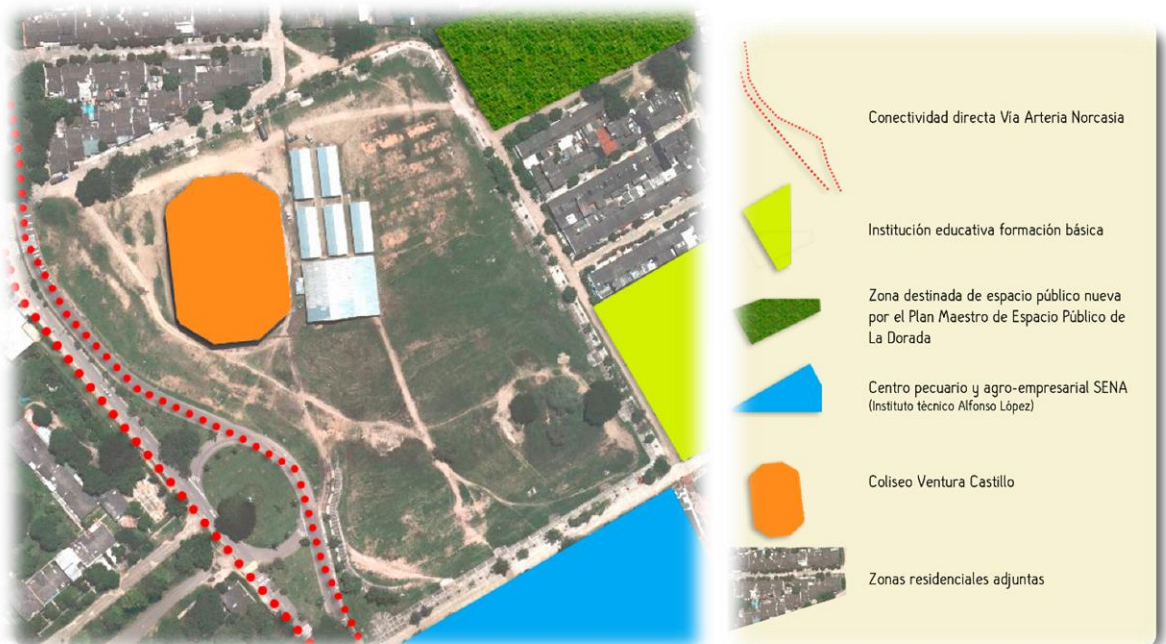 Conectividad directa Vía Arteria Norcasia
Institución educativa formación básica
Zona destinada de espacio público nueva
por el Plan Maestro de Espacio Público de
La Dorada
Centro pecuario y agro-empresarial SENA
(Instituto técnico Alfonso López)
Coliseo Ventura Castillo
Zonas residenciales adjuntas